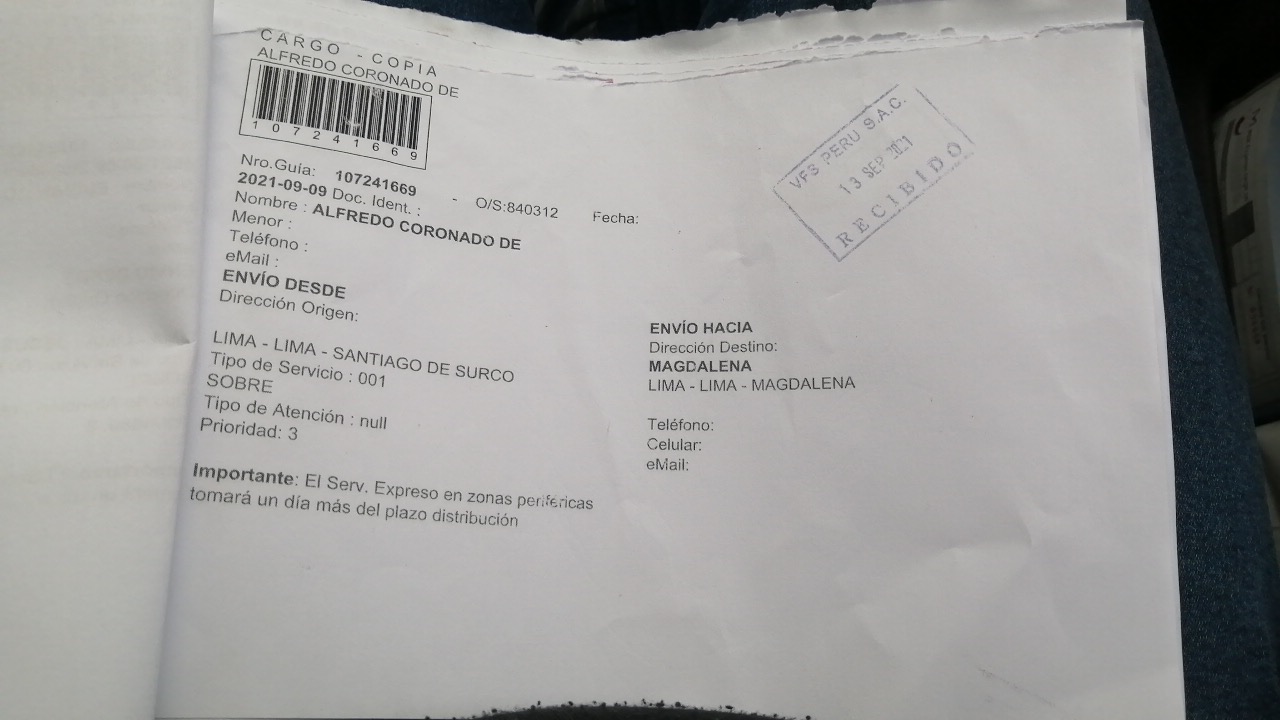 CARGO - COPIA
ALFREDO CORONADO DE
107241669
Nro.Guía: 107241669 - O/S:840312 Fecha:
2021-09-09 Doc. Ident. :
Nombre : ALFREDO CORONADO DE
Menor :
Teléfono :
eMail :
ENVÍO DESDE
Dirección Origen:
LIMA - LIMA - SANTIAGO DE SURCO
Tipo de Servicio : 001
SOBRE
Tipo de Atención : null
Prioridad: 3
Importante: El Serv. Expreso en zonas periféricas
tomará un día más del plazo distribución
ENVÍO HACIA
Dirección Destino:
MAGDALENA
LIMA - LIMA - MAGDALENA
Teléfono:
Celular:
eMail:
VFS PERU S.A.C.
13 SEP 2021
RECIBIDO